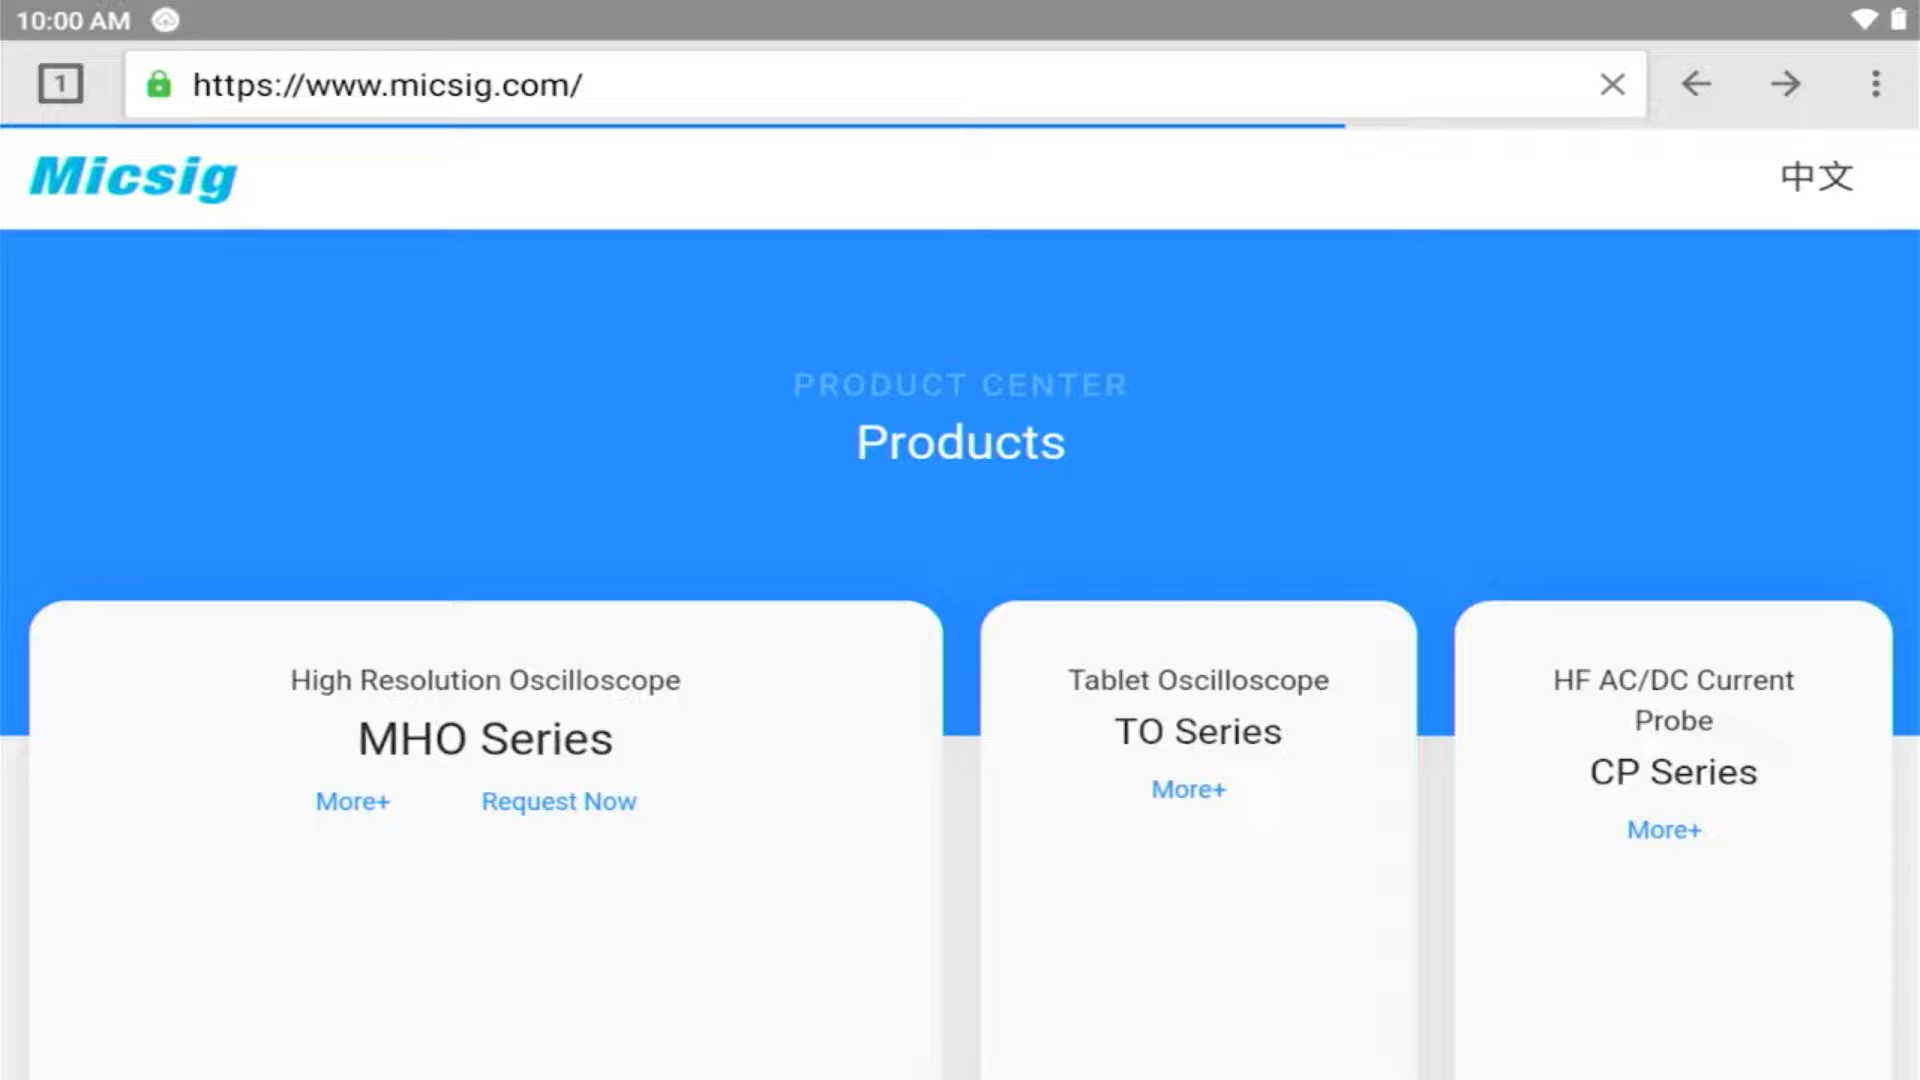 10:00 AM
1
https://www.micsig.com/
Micsig
中文
PRODUCT CENTER
Products
High Resolution Oscilloscope
MHO Series
More+
Request Now
Tablet Oscilloscope
TO Series
More+
HF AC/DC Current
Probe
CP Series
More+